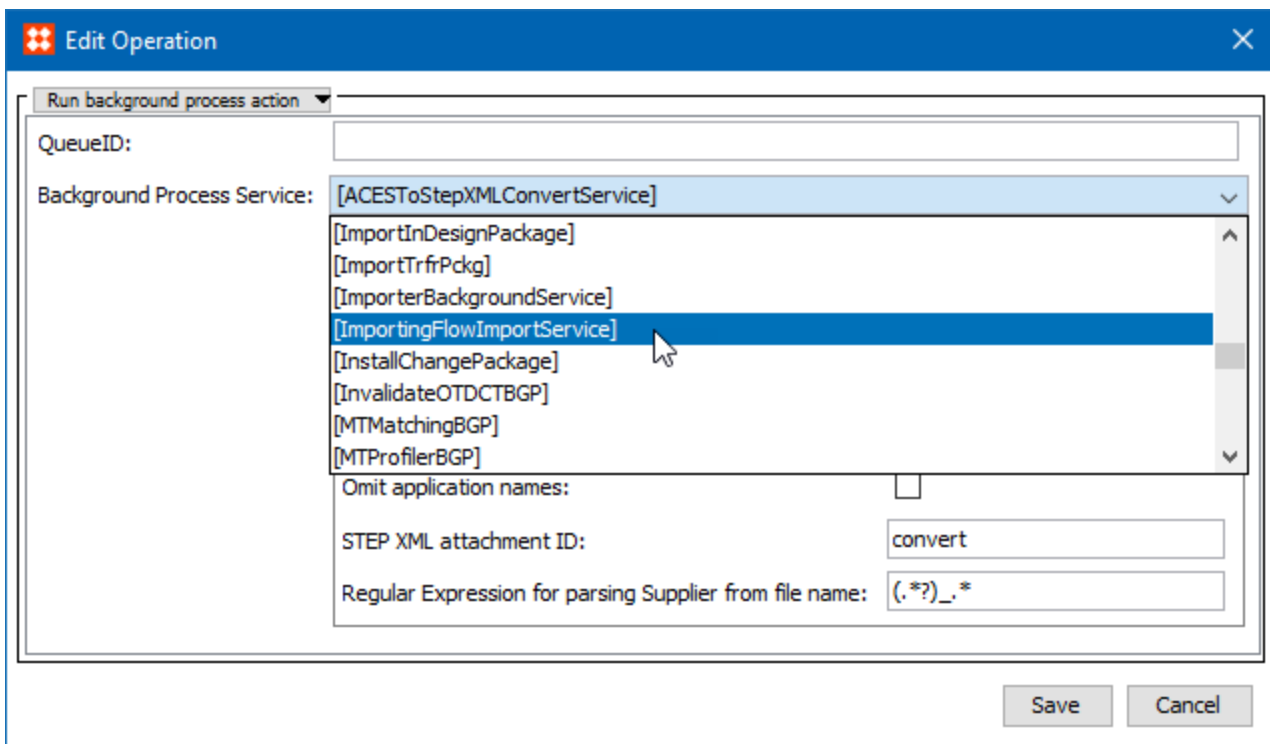 Edit Operation
Run background process action
QueueID:
Background Process Service: [ACESToStepXMLConvertService]
[ImportInDesignPackage]
[ImportTrfrPckg]
[ImporterBackgroundService]
[ImportingFlowImportService]
[InstallChangePackage]
[InvalidateOTDCTBGP]
[MTMatchingBGP]
[MTProfilerBGP]
Omit application names:
STEP XML attachment ID: convert
Regular Expression for parsing Supplier from file name: (.*?)_.*
Save Cancel